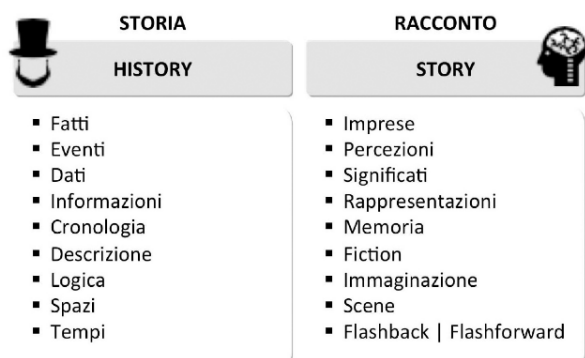 STORIA
HISTORY
▪ Fatti
▪ Eventi
▪ Dati
▪ Informazioni
▪ Cronologia
▪ Descrizione
▪ Logica
▪ Spazi
▪ Tempi
RACCONTO
STORY
▪ Imprese
▪ Percezioni
▪ Significati
▪ Rappresentazioni
▪ Memoria
▪ Fiction
▪ Immaginazione
▪ Scene
▪ Flashback | Flashforward